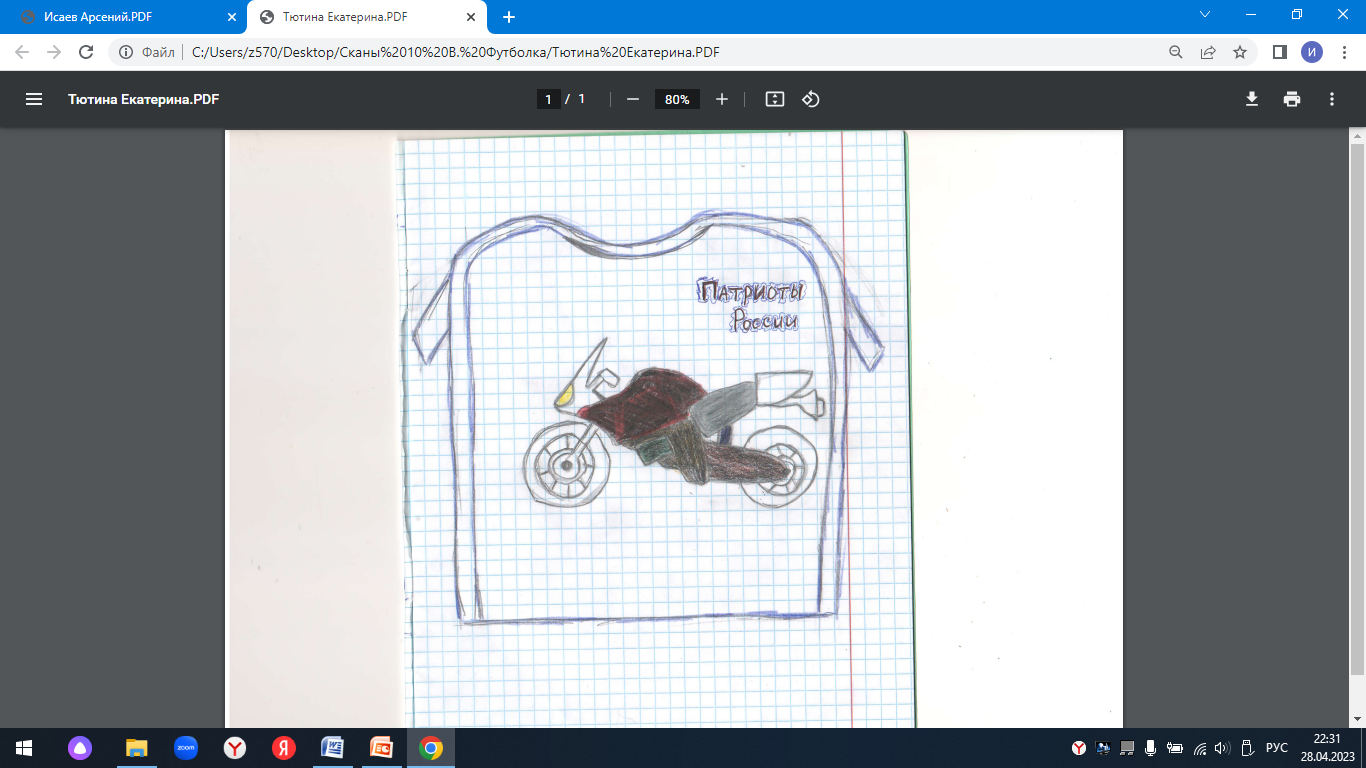 Исаев Арсений.PDF
Тютина Екатерина.PDF
Файл
C:/Users/z570/Desktop/Сканы%2010%20В.%20Футболка/Тютина%20Екатерина.PDF
И
Тютина Екатерина.PDF
1 / 1
80%
Патриоты
России
zoom
Y
Я
W
P
Y
РУС
22:31
28.04.2023